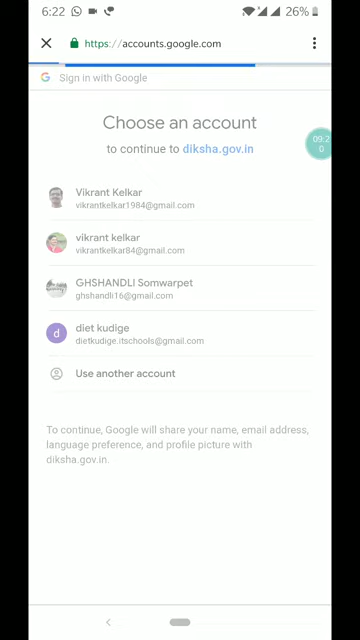 6:22
26%
https://accounts.google.com
G Sign in with Google
Choose an account
to continue to diksha.gov.in
09:2
0
Vikrant Kelkar
vikrantkelkar1984@gmail.com
vikrant kelkar
vikrantkelkar84@gmail.com
GHSHANDLI Somwarpet
ghshandli16@gmail.com
d
diet kudige
dietkudige.itschools@gmail.com
Use another account
To continue, Google will share your name, email address,
language preference, and profile picture with
diksha.gov.in.